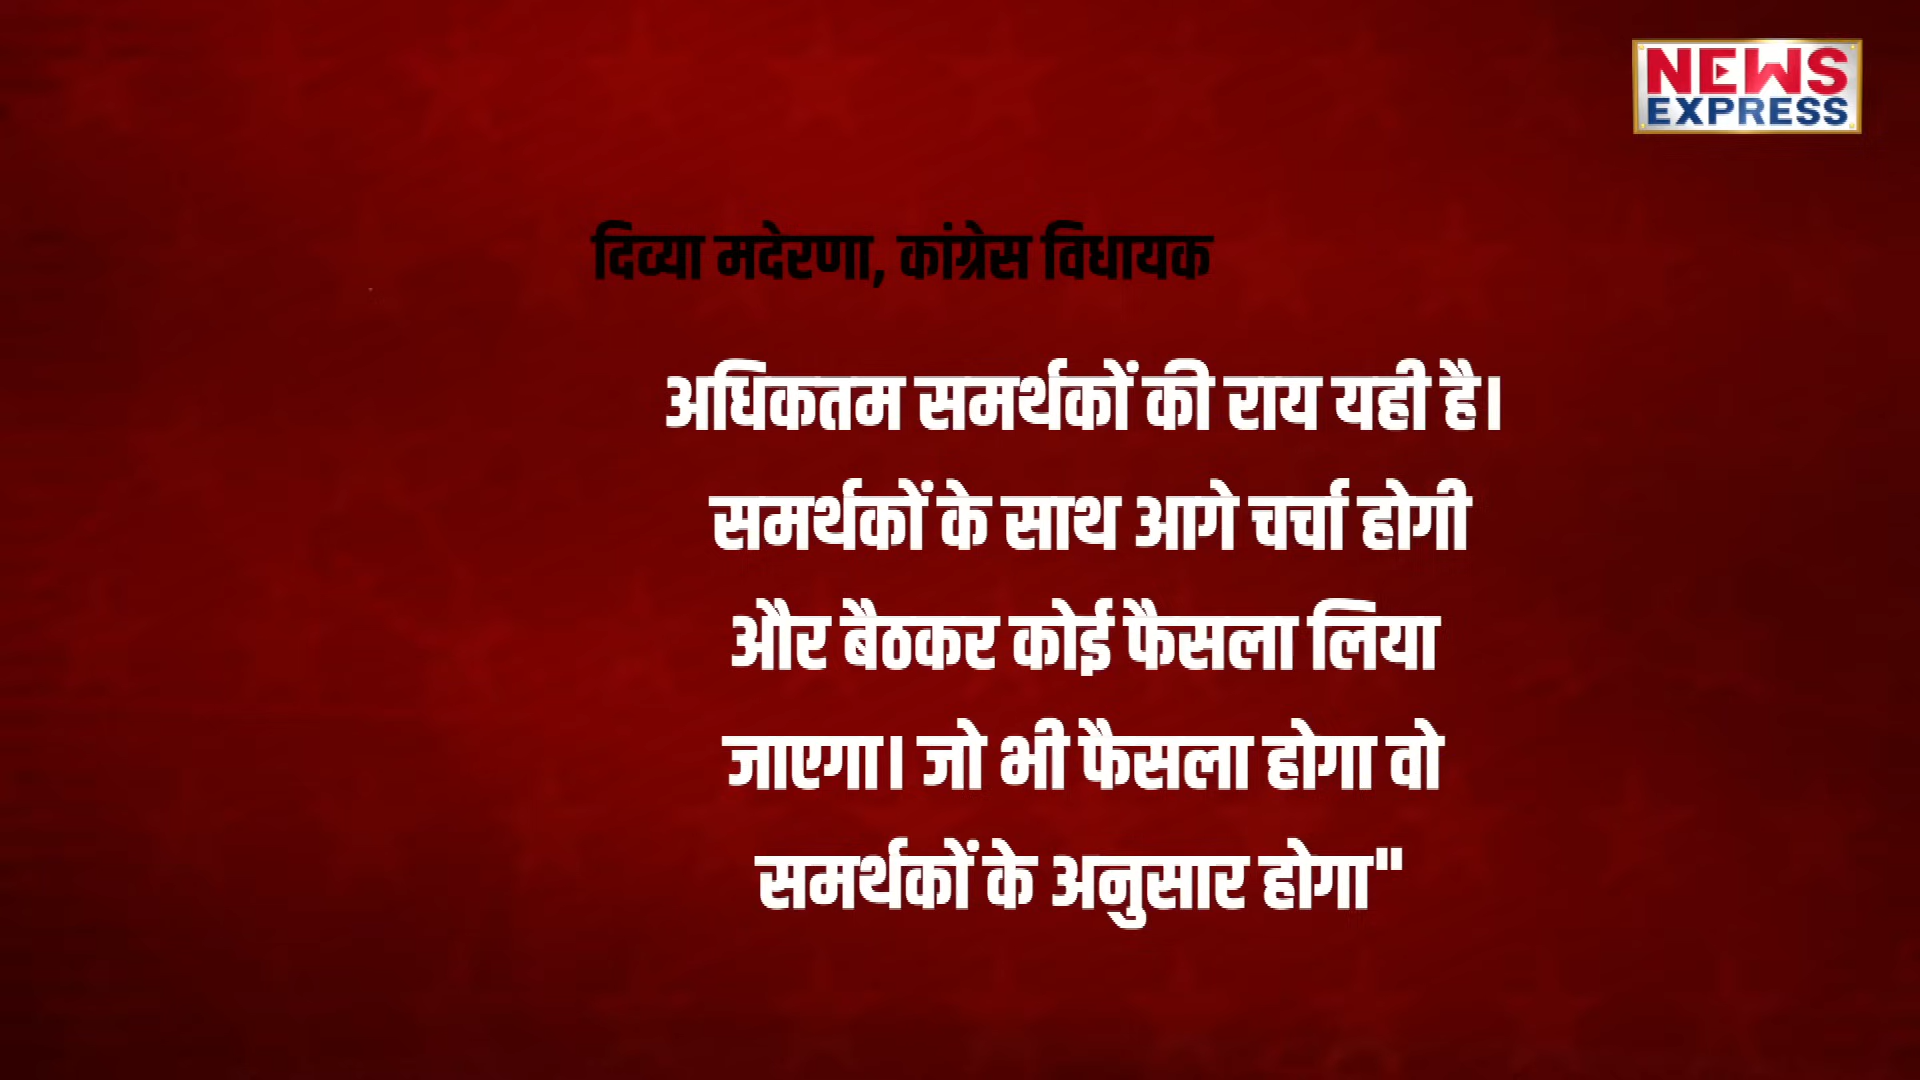 NEWS
EXPRESS
दिव्या मदेरणा, कांग्रेस विधायक
अधिकतम समर्थकों की राय यही है।
समर्थकों के साथ आगे चर्चा होगी
और बैठकर कोई फैसला लिया
जाएगा। जो भी फैसला होगा वो
समर्थकों के अनुसार होगा"